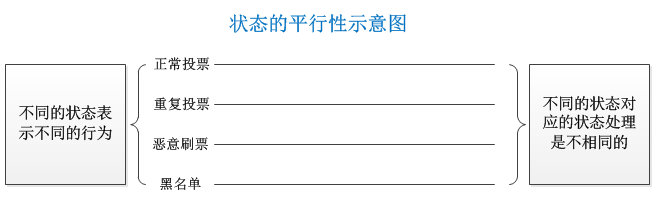 状态的平行性示意图
不同的状态表
示不同的行为
正常投票
重复投票
恶意刷票
黑名单
不同的状态对
应的状态处理
是不相同的